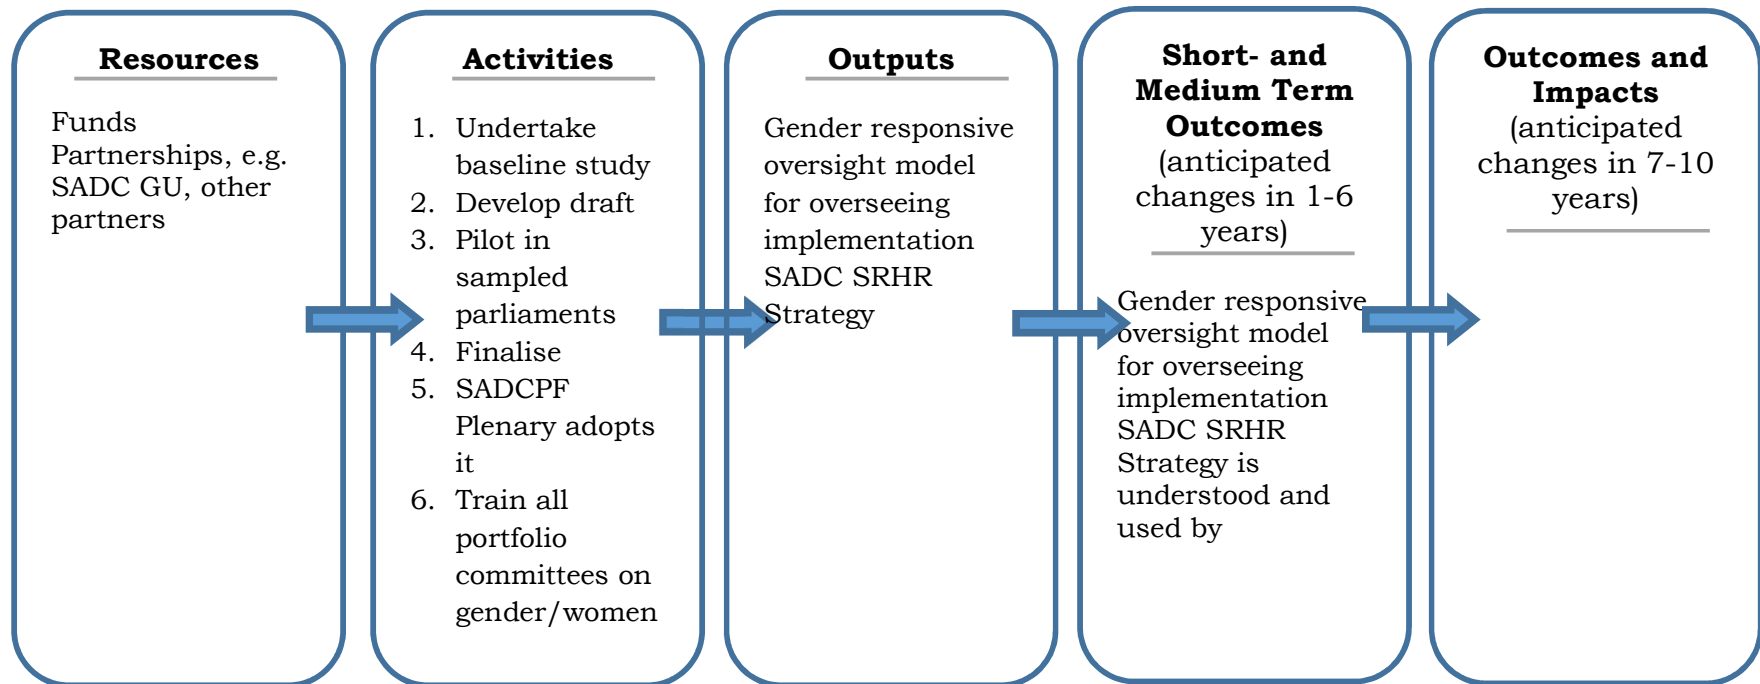 Resources
Funds
Partnerships, e.g.
SADC GU, other
partners
Activities
1. Undertake
baseline study
2. Develop draft
3. Pilot in
sampled
parliaments
4. Finalise
5. SADCPF
Plenary adopts
it
6. Train all
portfolio
committees on
gender/women
Outputs
Gender responsive
oversight model
for overseeing
implementation
SADC SRHR
Strategy
Short- and
Medium Term
Outcomes
(anticipated
changes in 1-6
years)
Gender responsive
oversight model
for overseeing
implementation
SADC SRHR
Strategy is
understood and
used by
Outcomes and
Impacts
(anticipated
changes in 7-10
years)